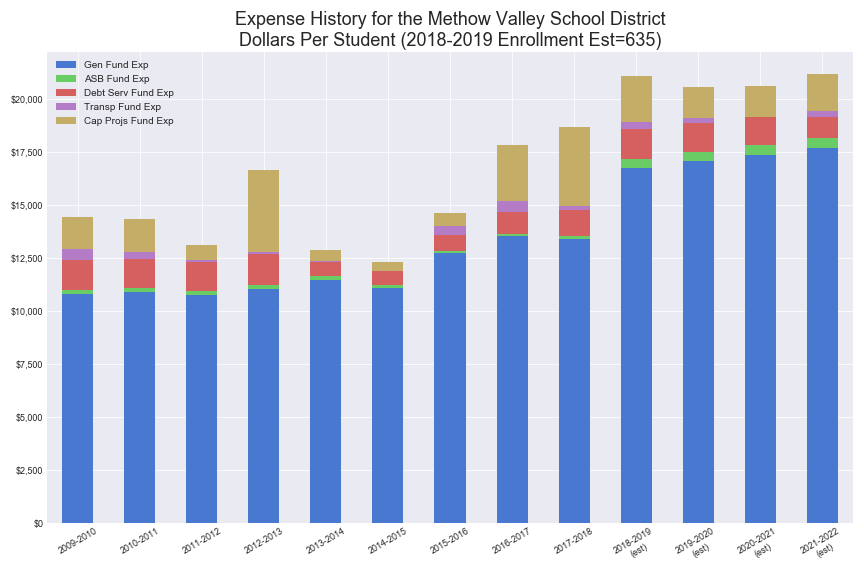 Expense History for the Methow Valley School District
Dollars Per Student (2018-2019 Enrollment Est=635)
Gen Fund Exp
ASB Fund Exp
Debt Serv Fund Exp
Transp Fund Exp
Cap Projs Fund Exp
$20,000
$17,500
$15,000
$12,500
$10,000
$7,500
$5,000
$2,500
$0
2009-2010
2010-2011
2011-2012
2012-2013
2013-2014
2014-2015
2015-2016
2016-2017
2017-2018
2018-2019
(est)
2019-2020
(est)
2020-2021
(est)
2021-2022
(est)